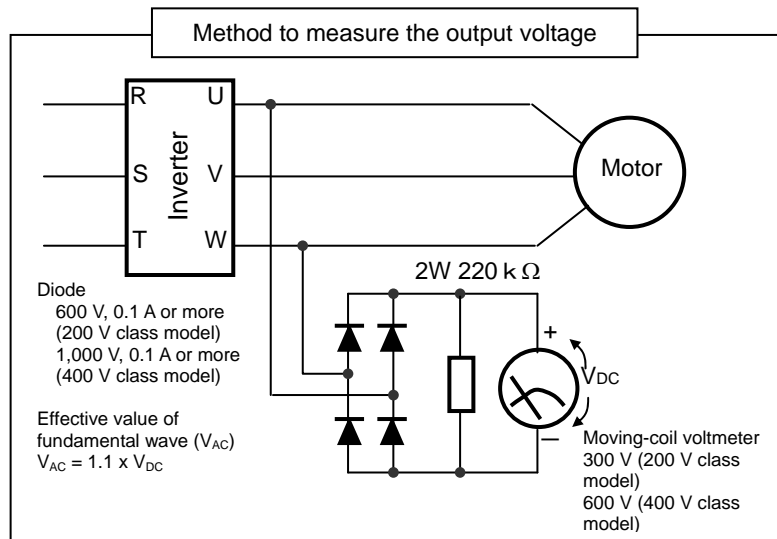 Method to measure the output voltage
R U
S V
T W
Inverter
Motor
Diode
600 V, 0.1 A or more
(200 V class model)
1,000 V, 0.1 A or more
(400 V class model)
Effective value of
fundamental wave (VAC)
VAC = 1.1 x VDC
2W 220 k Ω
+
VDC
−
Moving-coil voltmeter
300 V (200 V class
model)
600 V (400 V class
model)